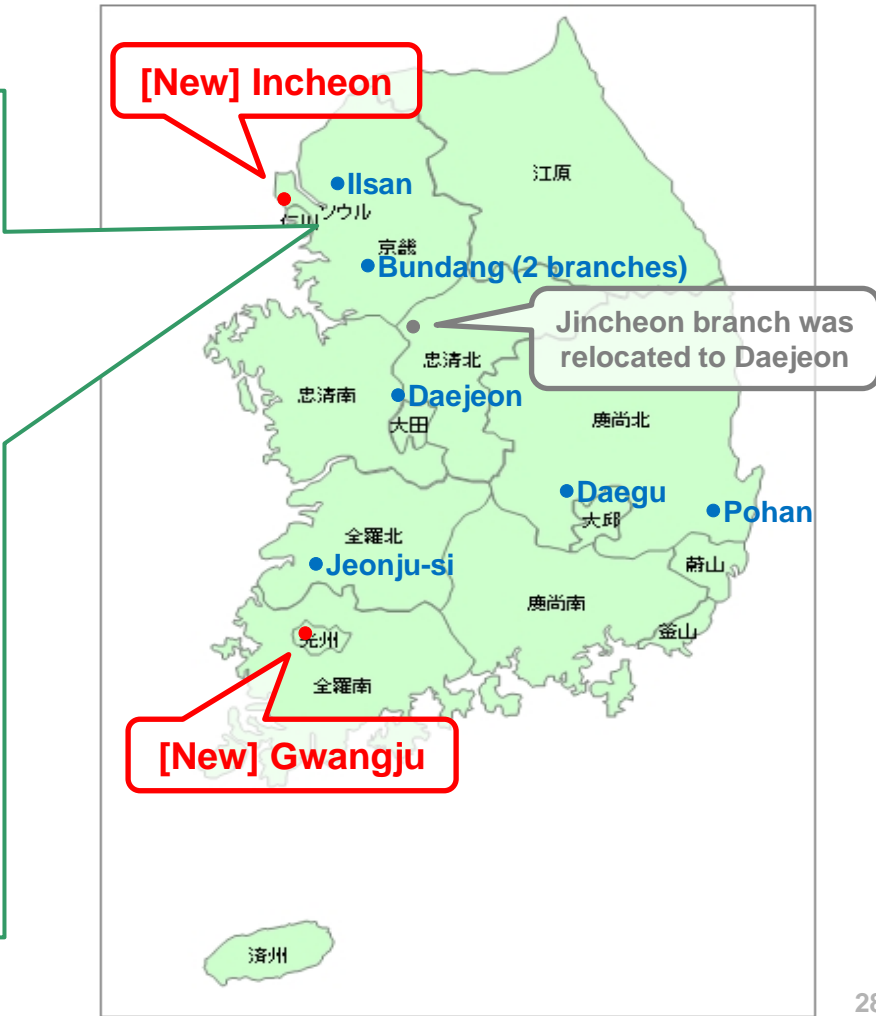 [New] Incheon
江原
Ilsan
ソウル
仁川
京畿
Bundang (2 branches)
Jincheon branch was
relocated to Daejeon
忠清北
忠清南
Daejeon
大田
慶尚北
Daegu
Pohan
大邱
全羅北
Jeonju-si
蔚山
慶尚南
釜山
光州
全羅南
[New] Gwangju
済州
28